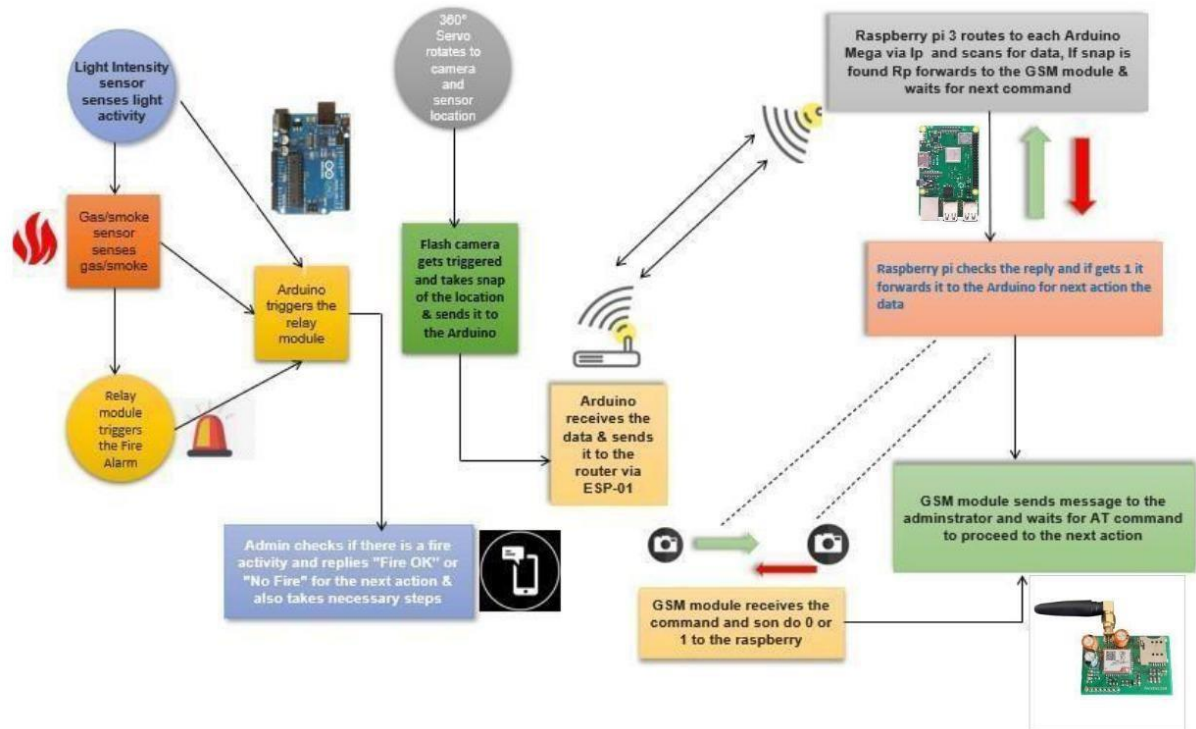 Light Intensity
sensor
senses light
activity
Gas/smoke
sensor
senses
gas/smoke
Relay
module
triggers
the Fire
Alarm
Arduino
triggers the
relay
module
360°
Servo
rotates to
camera
and
sensor
location
Flash camera
gets triggered
and takes snap
of the location
& sends it to
the Arduino
Arduino
receives the
data & sends
it to the
router via
ESP-01
Admin checks if there is a fire
activity and replies "Fire OK" or
"No Fire" for the next action &
also takes necessary steps
Raspberry pi 3 routes to each Arduino
Mega via Ip and scans for data, If snap is
found Rp forwards to the GSM module &
waits for next command
Raspberry pi checks the reply and if gets 1 it
forwards it to the Arduino for next action the
data
GSM module sends message to the
adminstrator and waits for AT command
to proceed to the next action
GSM module receives the
command and son do 0 or
1 to the raspberry